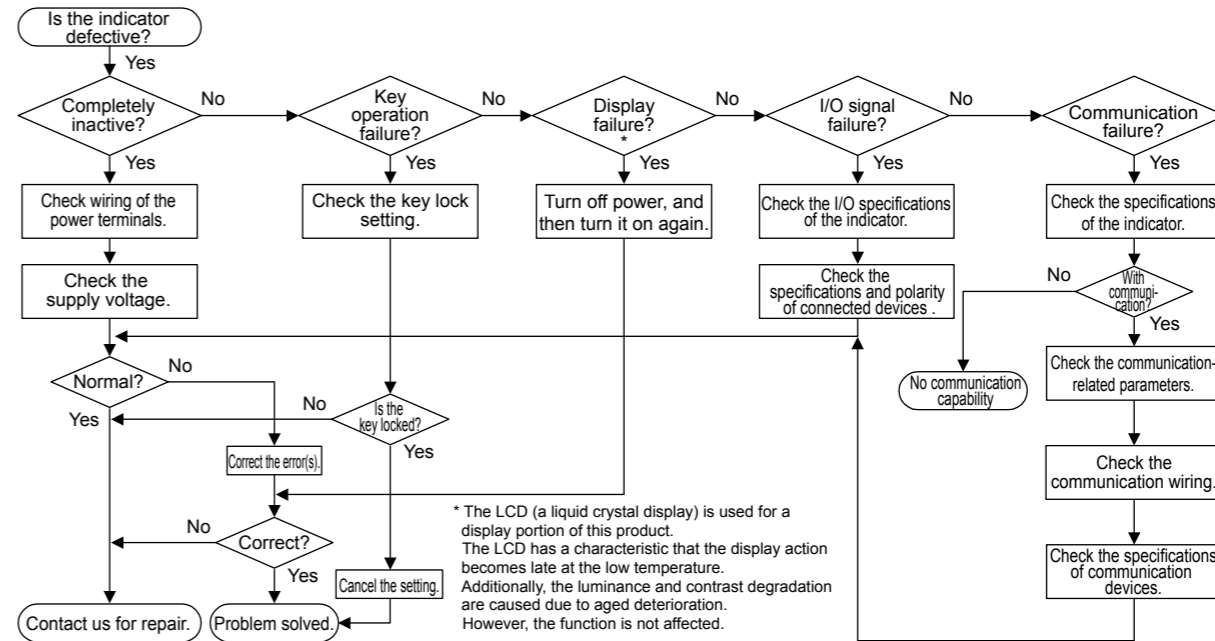 Is the indicator
defective?
Yes
Completely
inactive?
No
Key
operation
failure?
No
Display
failure?
*
No
I/O signal
failure?
No
Communication
failure?
Yes
Yes
Yes
Yes
Yes
Check wiring of the
power terminals.
Check the key lock
setting.
Turn off power, and
then turn it on again.
Check the I/O specifications
of the indicator.
Check the specifications
of the indicator.
Check the
supply voltage.
Check the
specifications and polarity
of connected devices .
No
With
communi-
cation?
Yes
Normal?
No
Yes
No
Is the
key locked?
Yes
No communication
capability
Check the communication-
related parameters.
Correct the error(s).
Check the
communication wiring.
No
Correct?
Yes
Cancel the setting.
* The LCD (a liquid crystal display) is used for a
display portion of this product.
The LCD has a characteristic that the display action
becomes late at the low temperature.
Additionally, the luminance and contrast degradation
are caused due to aged deterioration.
However, the function is not affected.
Check the specifications
of communication
devices.
Contact us for repair.
Problem solved.